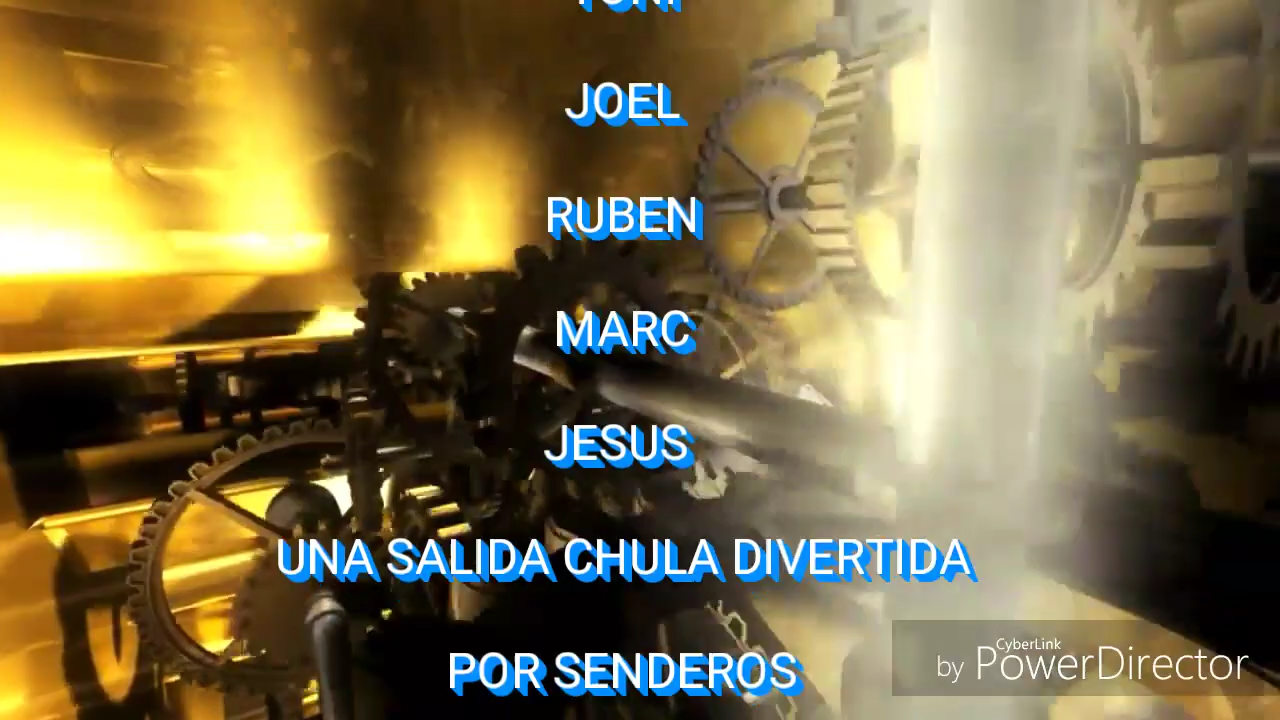 JOEL
RUBEN
MARC
JESUS
UNA SALIDA CHULA DIVERTIDA
POR SENDEROS
CyberLink
by PowerDirector